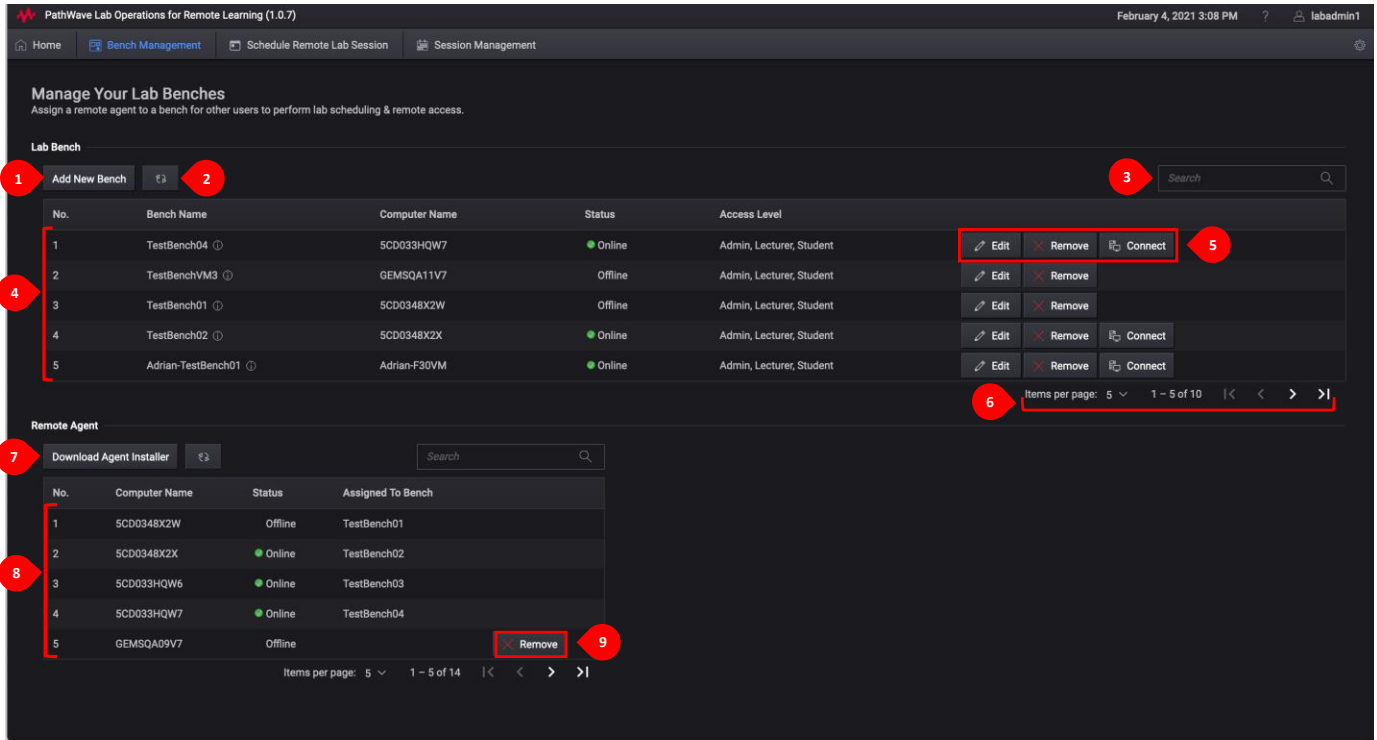 PathWave Lab Operations for Remote Learning (1.0.7) February 4, 2021 3:08 PM ? labadmin1
Home Bench Management Schedule Remote Lab Session Session Management
Manage Your Lab Benches
Assign a remote agent to a bench for other users to perform lab scheduling & remote access.
Lab Bench
1 Add New Bench 2 3 Search
No. Bench Name Computer Name Status Access Level
1 TestBench04 5CD033HQW7 Online Admin, Lecturer, Student Edit Remove Connect 5
2 TestBenchVM3 GEMSQA11V7 Offline Admin, Lecturer, Student Edit Remove
4
3 TestBench01 5CD0348X2W Offline Admin, Lecturer, Student Edit Remove
4 TestBench02 5CD0348X2X Online Admin, Lecturer, Student Edit Remove Connect
5 Adrian-TestBench01 Adrian-F30VM Online Admin, Lecturer, Student Edit Remove Connect
6 Items per page: 5 1 – 5 of 10
Remote Agent
7 Download Agent Installer Search
No. Computer Name Status Assigned To Bench
1 5CD0348X2W Offline TestBench01
2 5CD0348X2X Online TestBench02
8
3 5CD033HQW6 Online TestBench03
4 5CD033HQW7 Online TestBench04
5 GEMSQA09V7 Offline Remove 9
Items per page: 5 1 – 5 of 14